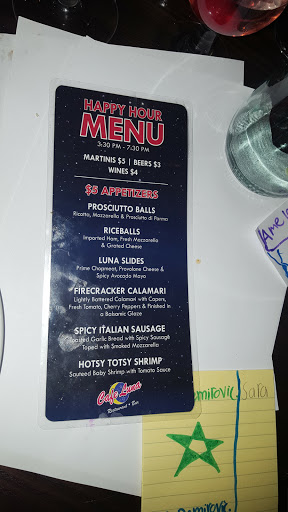 HAPPY HOUR
MENU
3:30 PM - 7:30 PM
MARTINIS $5 | BEERS $3
WINES $4
$5 APPETIZERS
PROSCIUTTO BALLS
Ricotta, Mozzarella & Prosciutto di Parma
RICEBALLS
Imported Ham, Fresh Mozzarella
& Grated Cheese
LUNA SLIDES
Prime Chopmeat, Provalone Cheese &
Spicy Avocado Mayo
FIRECRACKER CALAMARI
Lightly Battered Calamari with Capers,
Fresh Tomato, Cherry Peppers & Finished in
a Balsamic Glaze
SPICY ITALIAN SAUSAGE
Toasted Garlic Bread with Spicy Sausage
Toped with Smoked Mozzarella
HOTSY TOTSY SHRIMP
Sauteed Baby Shrimp with Tomato Sauce
Cafe Luna
Restaurant + Bar
Sara